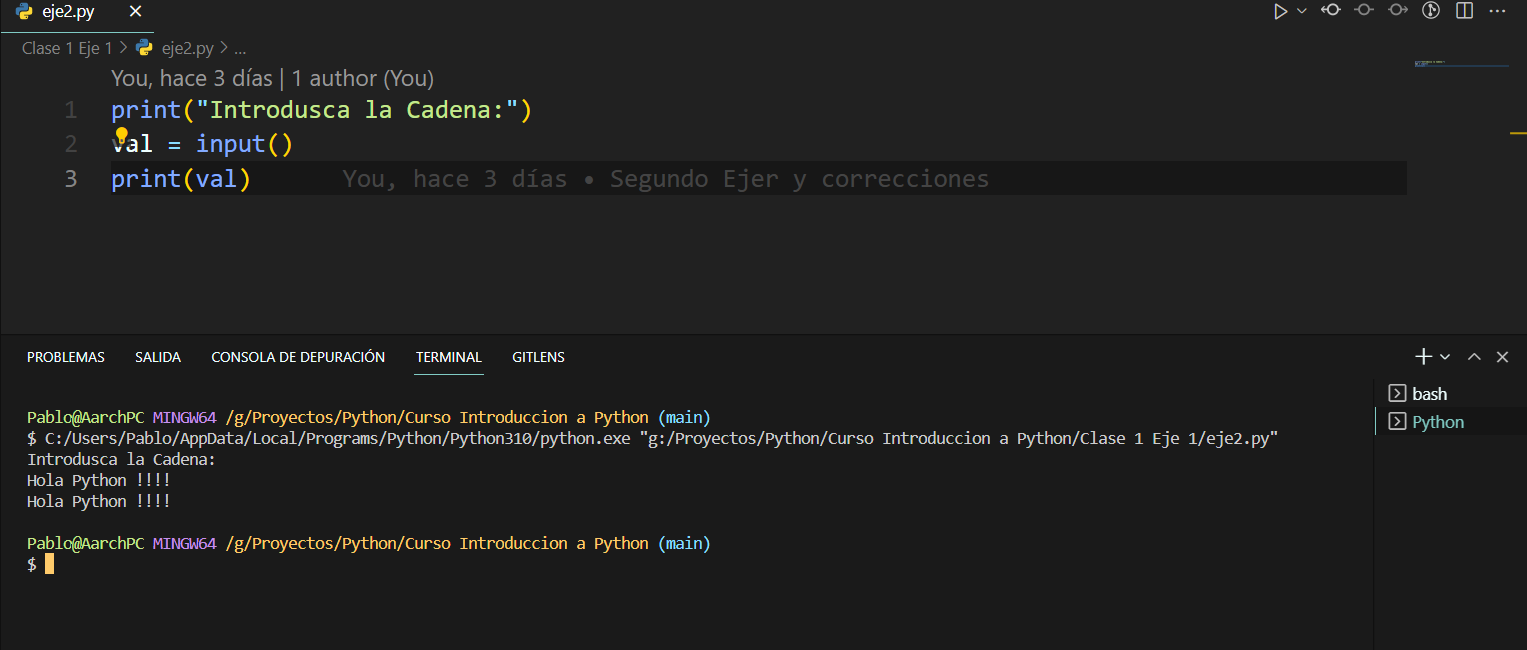 eje2.py
Clase 1 Eje 1 > eje2.py > ...
You, hace 3 días | 1 author (You)
1 print("Introdusca la Cadena:")
2 val = input()
3 print(val) You, hace 3 días • Segundo Ejer y correcciones
PROBLEMAS SALIDA CONSOLA DE DEPURACIÓN TERMINAL GITLENS
bash
Python
Pablo@AarchPC MINGW64 /g/Proyectos/Python/Curso Introduccion a Python (main)
$ C:/Users/Pablo/AppData/Local/Programs/Python/Python310/python.exe "g:/Proyectos/Python/Curso Introduccion a Python/Clase 1 Eje 1/eje2.py"
Introdusca la Cadena:
Hola Python !!!!
Hola Python !!!!
Pablo@AarchPC MINGW64 /g/Proyectos/Python/Curso Introduccion a Python (main)
$